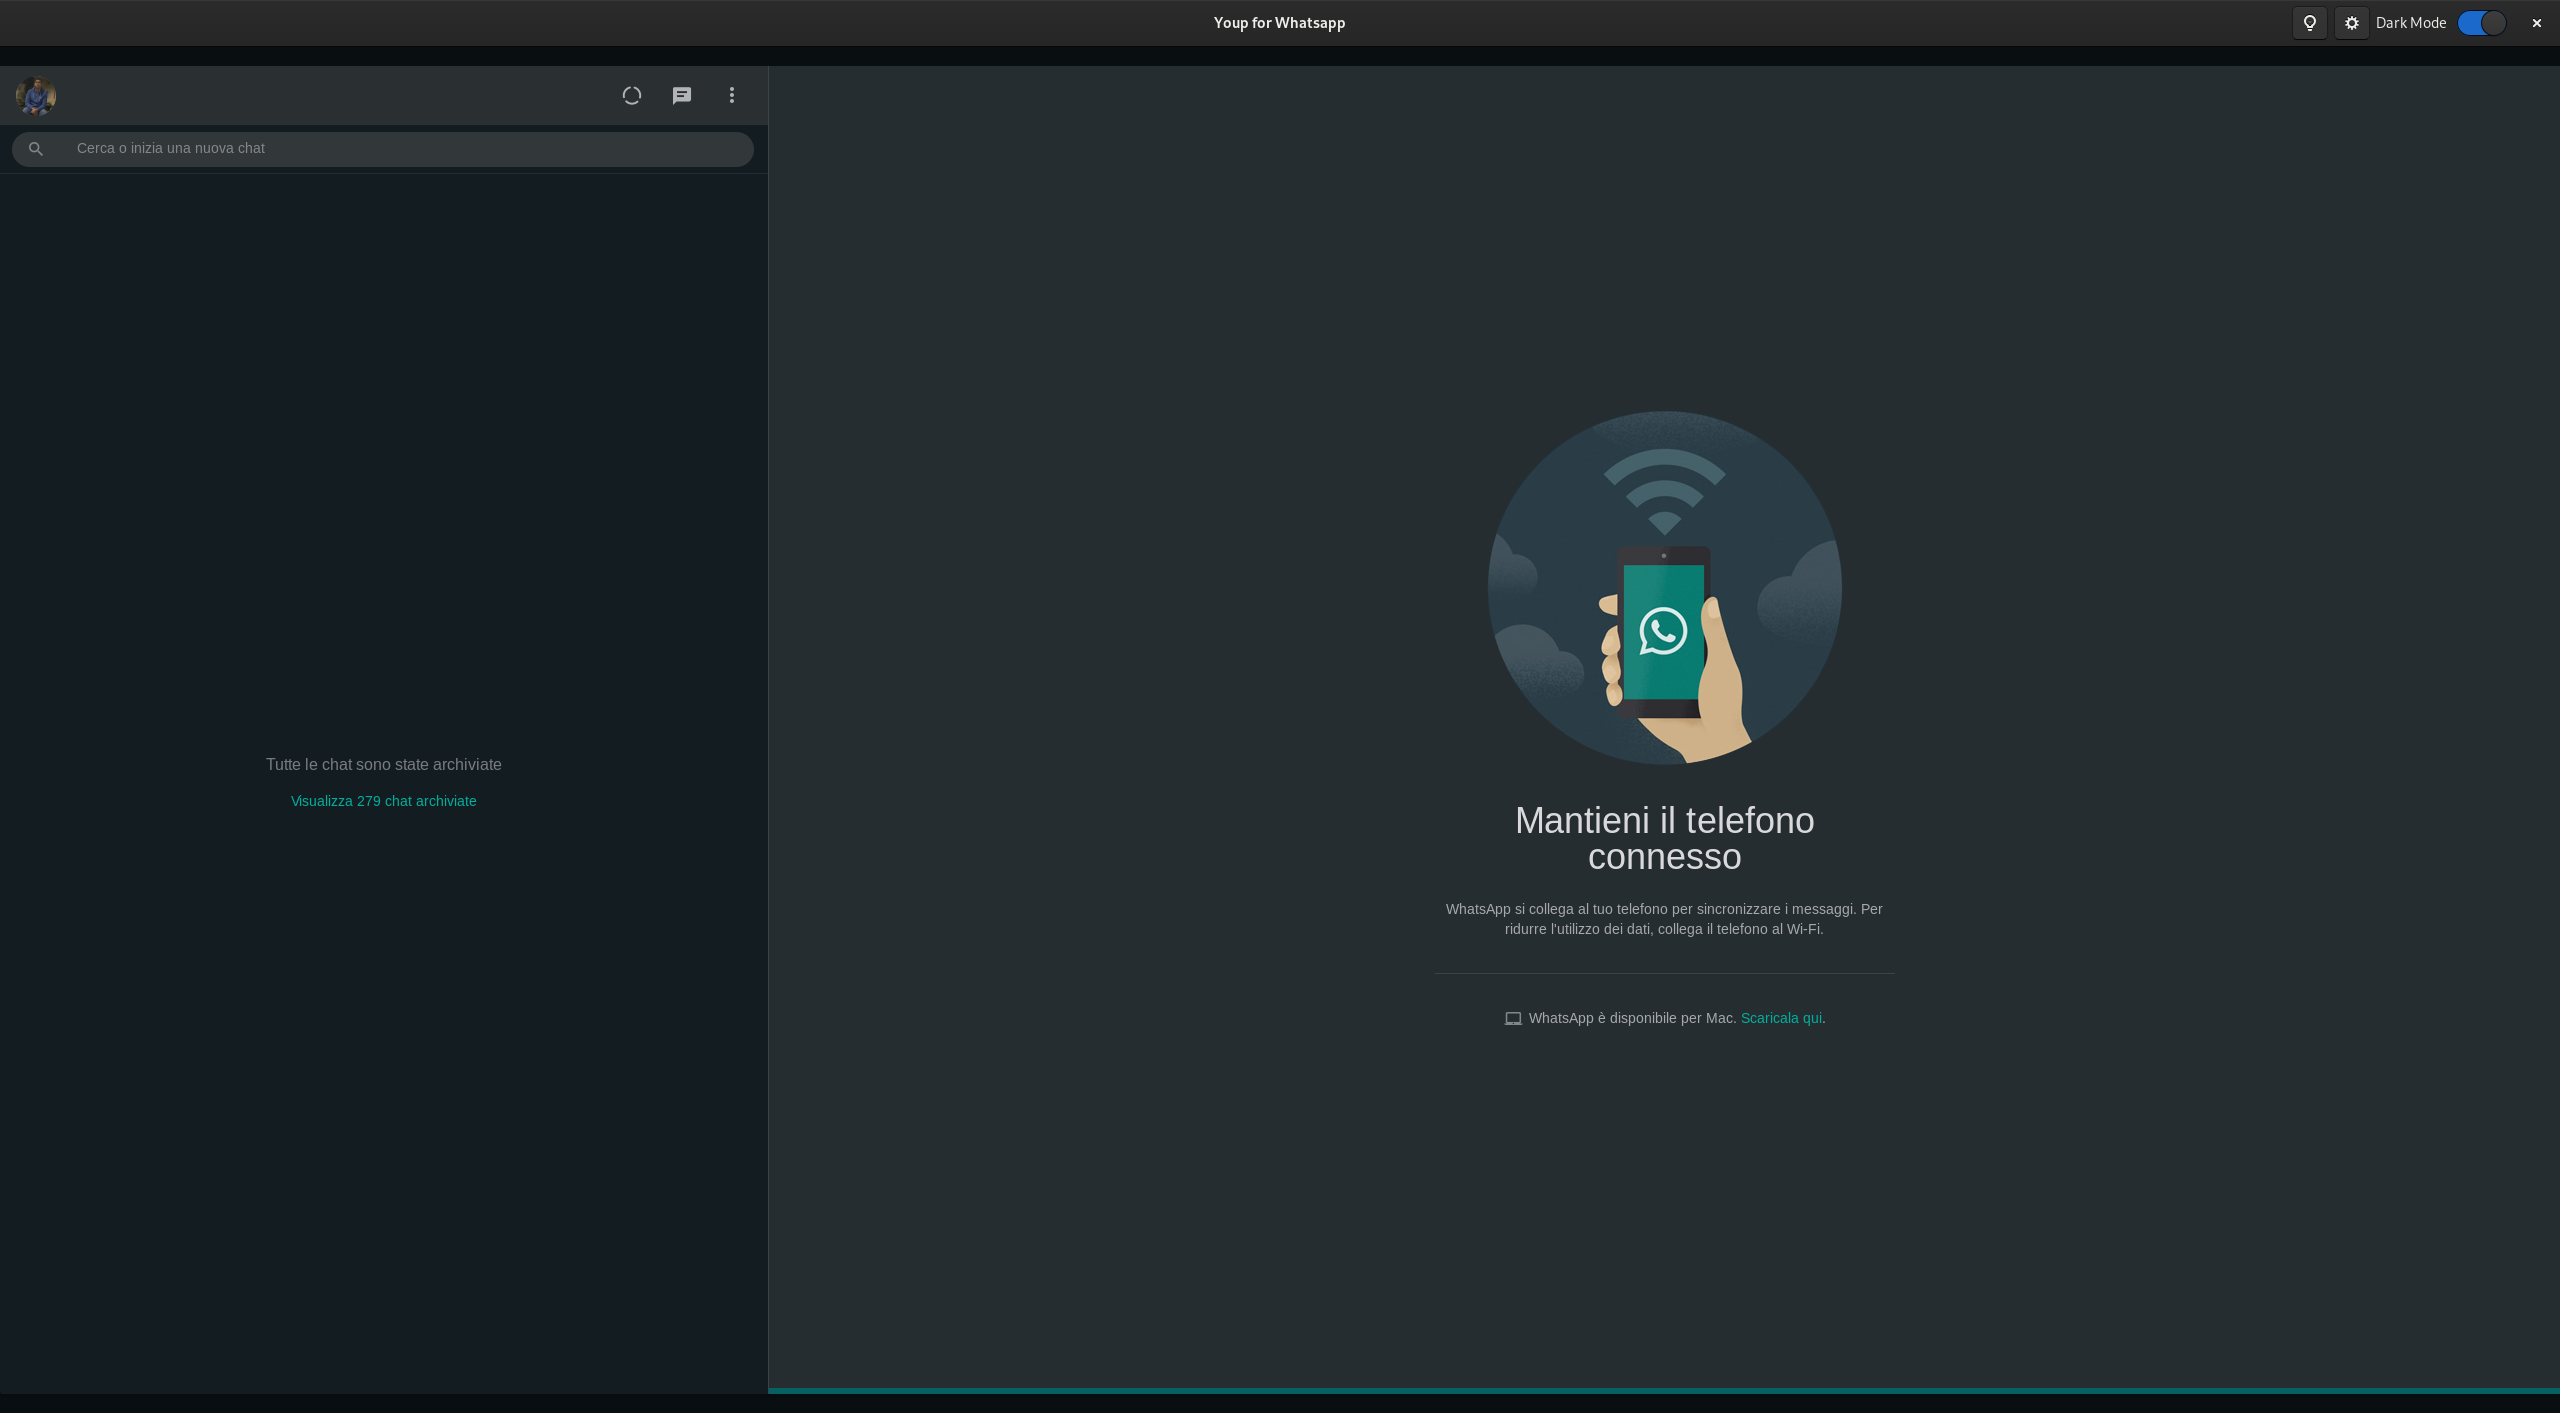 Youp for Whatsapp
Dark Mode
Cerca o inizia una nuova chat
Tutte le chat sono state archiviate
Visualizza 279 chat archiviate
Mantieni il telefono
connesso
WhatsApp si collega al tuo telefono per sincronizzare i messaggi. Per
ridurre l'utilizzo dei dati, collega il telefono al Wi-Fi.
WhatsApp è disponibile per Mac. Scaricala qui.